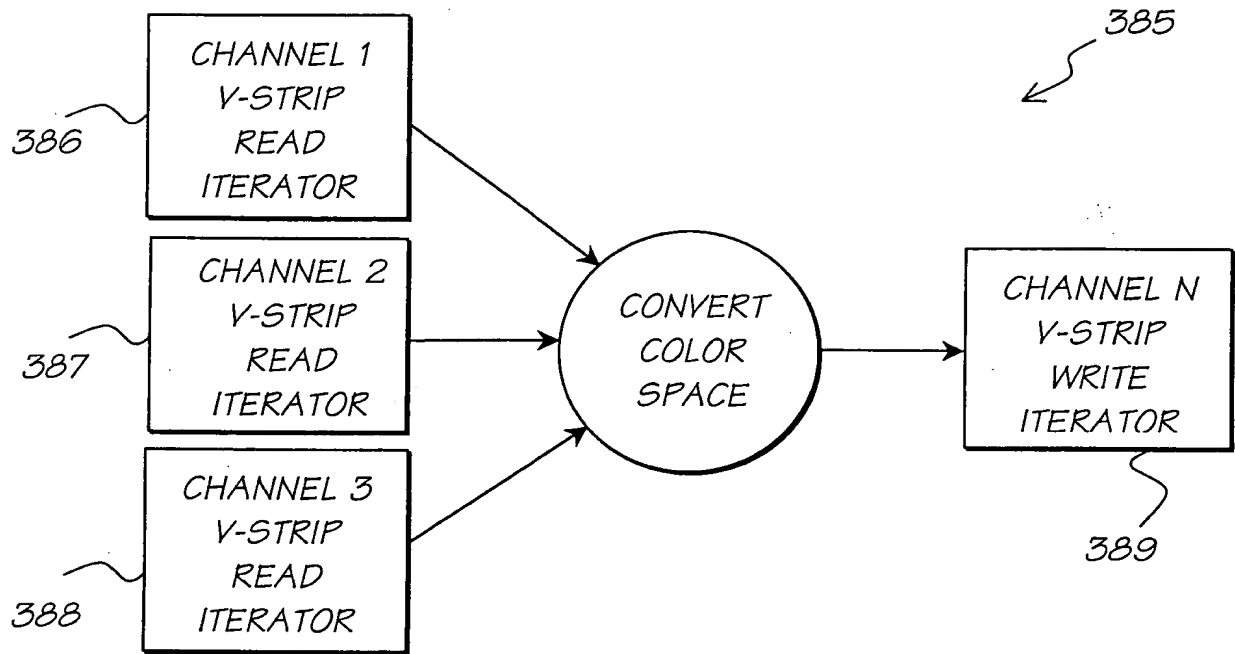 385
CHANNEL 1
V-STRIP
READ
ITERATOR
386
CHANNEL 2
V-STRIP
READ
ITERATOR
387
CHANNEL 3
V-STRIP
READ
ITERATOR
388
CONVERT
COLOR
SPACE
CHANNEL N
V-STRIP
WRITE
ITERATOR
389